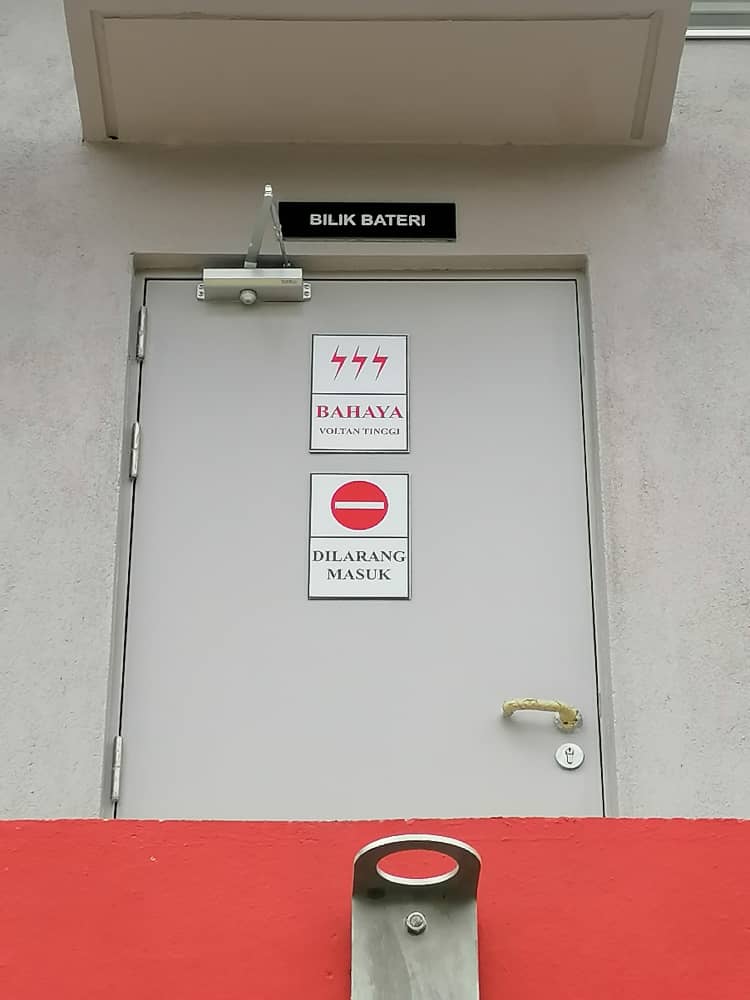 BILIK BATERI
BAHAYA
VOLTAN TINGGI
DILARANG
MASUK